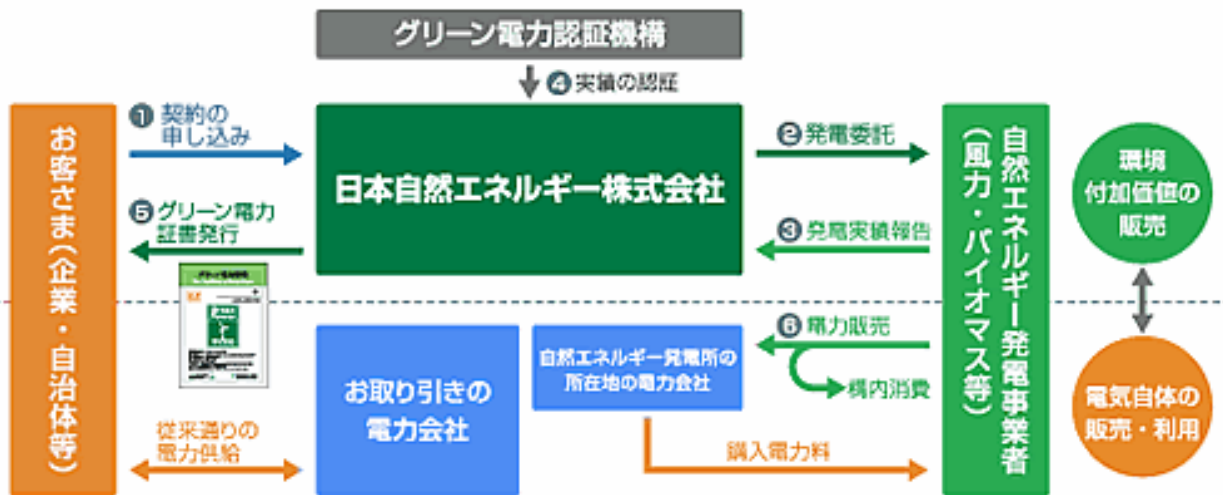 グリーン電力認証機構
❹実績の認証
お客さま(企業・自治体等)
❶契約の
申し込み
日本自然エネルギー株式会社
❷発電委託
❸発電実績報告
❺グリーン電力
証書発行
自然エネルギー発電事業者
(風力・バイオマス等)
環境
付加価値の
販売
お取り引きの
電力会社
自然エネルギー発電所の
所在地の電力会社
❻電力販売
構内消費
電気自体の
販売・利用
従来通りの
電力供給
購入電力料